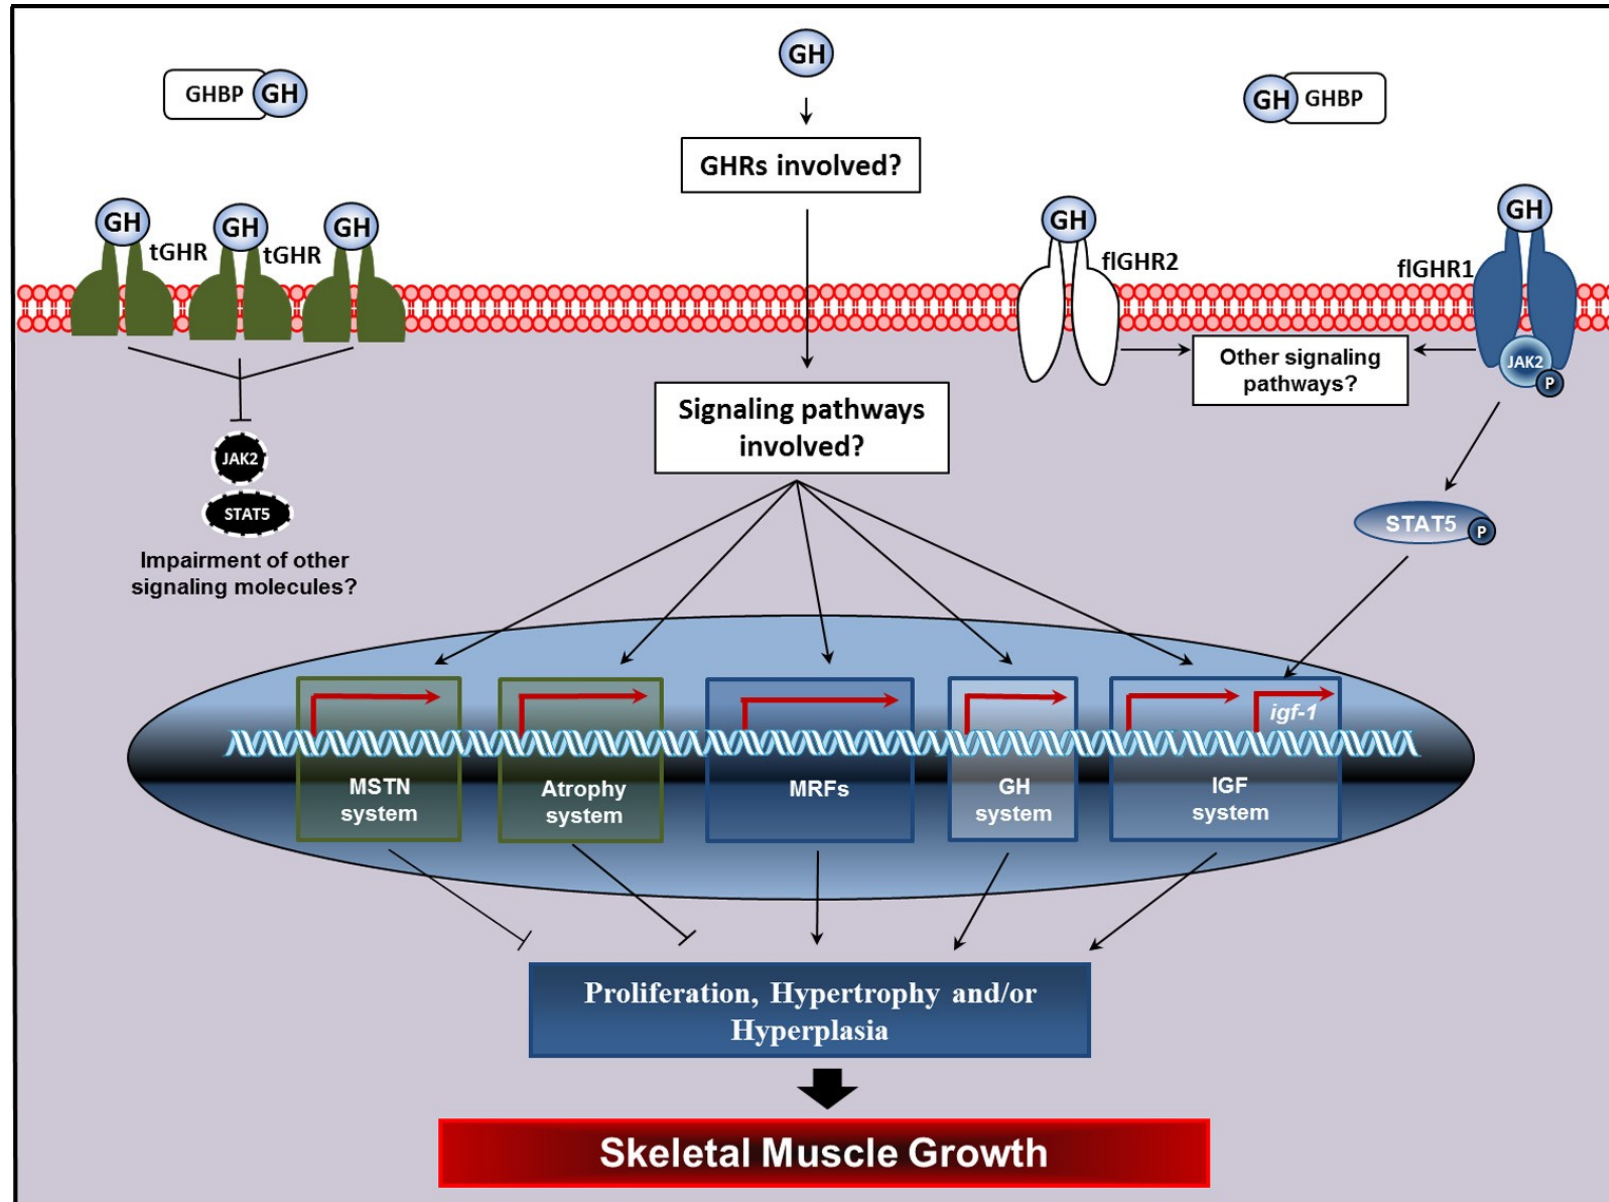 GH
GHBP
GH
GH
GHBP
GHRs involved?
GH
GH
GH
tGHR
tGHR
GH
flGHR2
GH
flGHR1
Other signaling
pathways?
JAK2
P
Signaling pathways
involved?
JAK2
STAT5
Impairment of other
signaling molecules?
STAT5
P
igf-1
MSTN
system
Atrophy
system
MRFs
GH
system
IGF
system
Proliferation, Hypertrophy and/or
Hyperplasia
Skeletal Muscle Growth